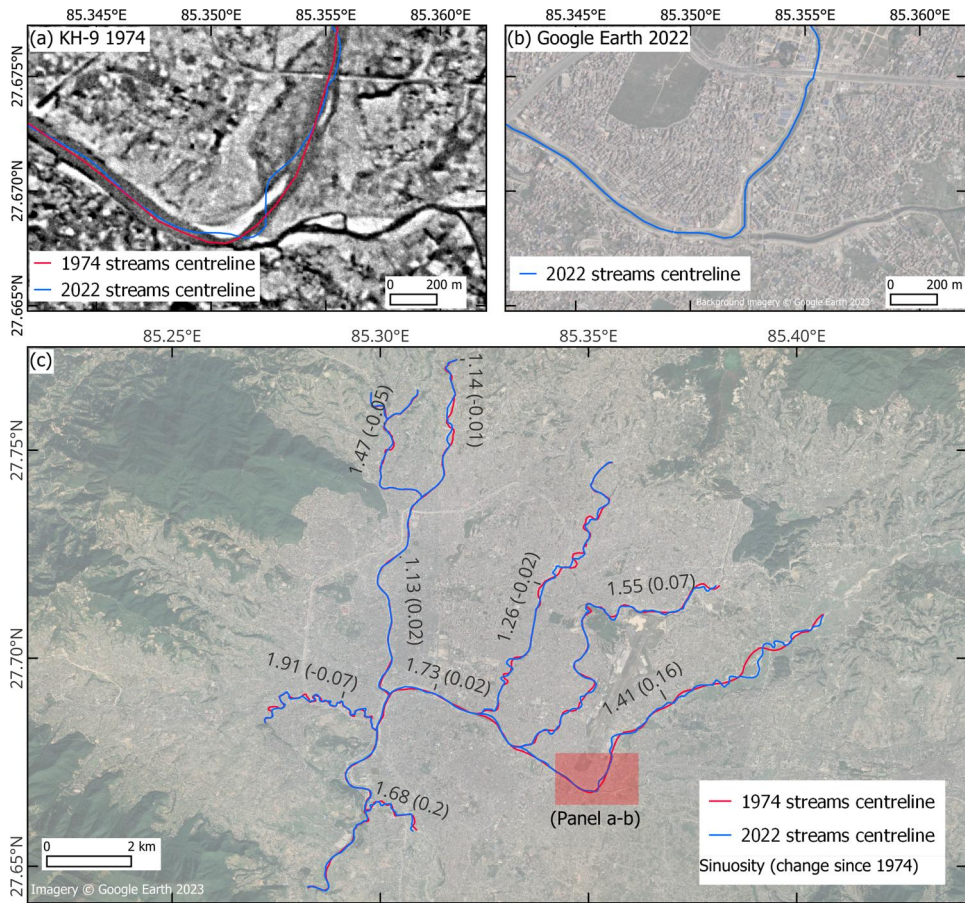 85.345°E 85.350°E 85.355°E 85.360°E
85.345°E 85.350°E 85.355°E 85.360°E
(a) KH-9 1974
(b) Google Earth 2022
27.675°N
27.670°N
27.665°N
1974 streams centreline
2022 streams centreline
200 m
2022 streams centreline
200 m
Background imagery © Google Earth 2023
85.25°E 85.30°E 85.35°E 85.40°E
(c)
27.75°N
27.70°N
27.65°N
1.47 (-0.05)
1.14 (-0.01)
1.13 (0.02)
1.26 (-0.02)
1.55 (0.07)
1.91 (-0.07)
1.73 (0.02)
1.41 (0.16)
1.68 (0.2)
(Panel a-b)
1974 streams centreline
2022 streams centreline
Sinuosity (change since 1974)
2 km
Imagery © Google Earth 2023